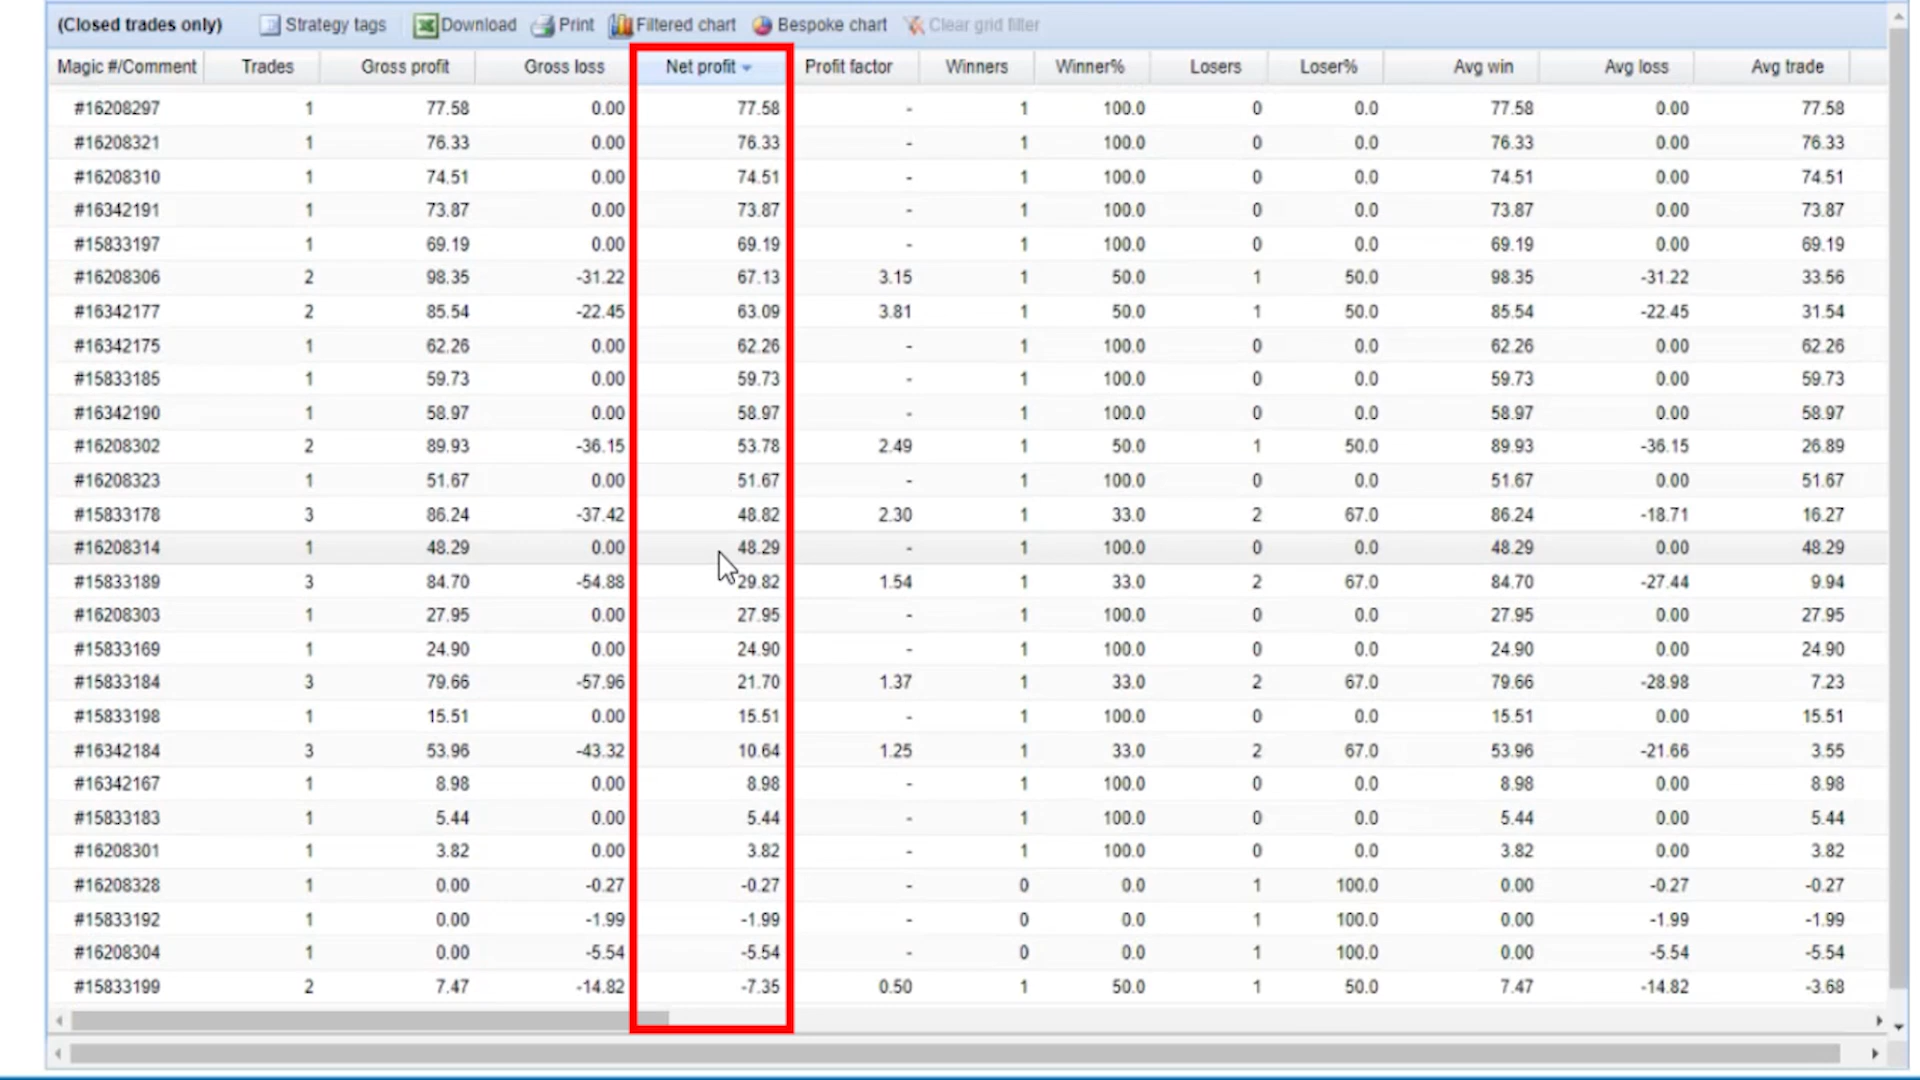 (Closed trades only) Strategy tags Download Print Filtered chart Bespoke chart Clear grid filter
Magic #/Comment Trades Gross profit Gross loss Net profit Profit factor Winners Winner% Losers Loser% Avg win Avg loss Avg trade
#16208297 1 77.58 0.00 77.58 - 1 100.0 0 0.0 77.58 0.00 77.58
#16208321 1 76.33 0.00 76.33 - 1 100.0 0 0.0 76.33 0.00 76.33
#16208310 1 74.51 0.00 74.51 - 1 100.0 0 0.0 74.51 0.00 74.51
#16342191 1 73.87 0.00 73.87 - 1 100.0 0 0.0 73.87 0.00 73.87
#15833197 1 69.19 0.00 69.19 - 1 100.0 0 0.0 69.19 0.00 69.19
#16208306 2 98.35 -31.22 67.13 3.15 1 50.0 1 50.0 98.35 -31.22 33.56
#16342177 2 85.54 -22.45 63.09 3.81 1 50.0 1 50.0 85.54 -22.45 31.54
#16342175 1 62.26 0.00 62.26 - 1 100.0 0 0.0 62.26 0.00 62.26
#15833185 1 59.73 0.00 59.73 - 1 100.0 0 0.0 59.73 0.00 59.73
#16342190 1 58.97 0.00 58.97 - 1 100.0 0 0.0 58.97 0.00 58.97
#16208302 2 89.93 -36.15 53.78 2.49 1 50.0 1 50.0 89.93 -36.15 26.89
#16208323 1 51.67 0.00 51.67 - 1 100.0 0 0.0 51.67 0.00 51.67
#15833178 3 86.24 -37.42 48.82 2.30 1 33.0 2 67.0 86.24 -18.71 16.27
#16208314 1 48.29 0.00 48.29 - 1 100.0 0 0.0 48.29 0.00 48.29
#15833189 3 84.70 -54.88 29.82 1.54 1 33.0 2 67.0 84.70 -27.44 9.94
#16208303 1 27.95 0.00 27.95 - 1 100.0 0 0.0 27.95 0.00 27.95
#15833169 1 24.90 0.00 24.90 - 1 100.0 0 0.0 24.90 0.00 24.90
#15833184 3 79.66 -57.96 21.70 1.37 1 33.0 2 67.0 79.66 -28.98 7.23
#15833198 1 15.51 0.00 15.51 - 1 100.0 0 0.0 15.51 0.00 15.51
#16342184 3 53.96 -43.32 10.64 1.25 1 33.0 2 67.0 53.96 -21.66 3.55
#16342167 1 8.98 0.00 8.98 - 1 100.0 0 0.0 8.98 0.00 8.98
#15833183 1 5.44 0.00 5.44 - 1 100.0 0 0.0 5.44 0.00 5.44
#16208301 1 3.82 0.00 3.82 - 1 100.0 0 0.0 3.82 0.00 3.82
#16208328 1 0.00 -0.27 -0.27 - 0 0.0 1 100.0 0.00 -0.27 -0.27
#15833192 1 0.00 -1.99 -1.99 - 0 0.0 1 100.0 0.00 -1.99 -1.99
#16208304 1 0.00 -5.54 -5.54 - 0 0.0 1 100.0 0.00 -5.54 -5.54
#15833199 2 7.47 -14.82 -7.35 0.50 1 50.0 1 50.0 7.47 -14.82 -3.68